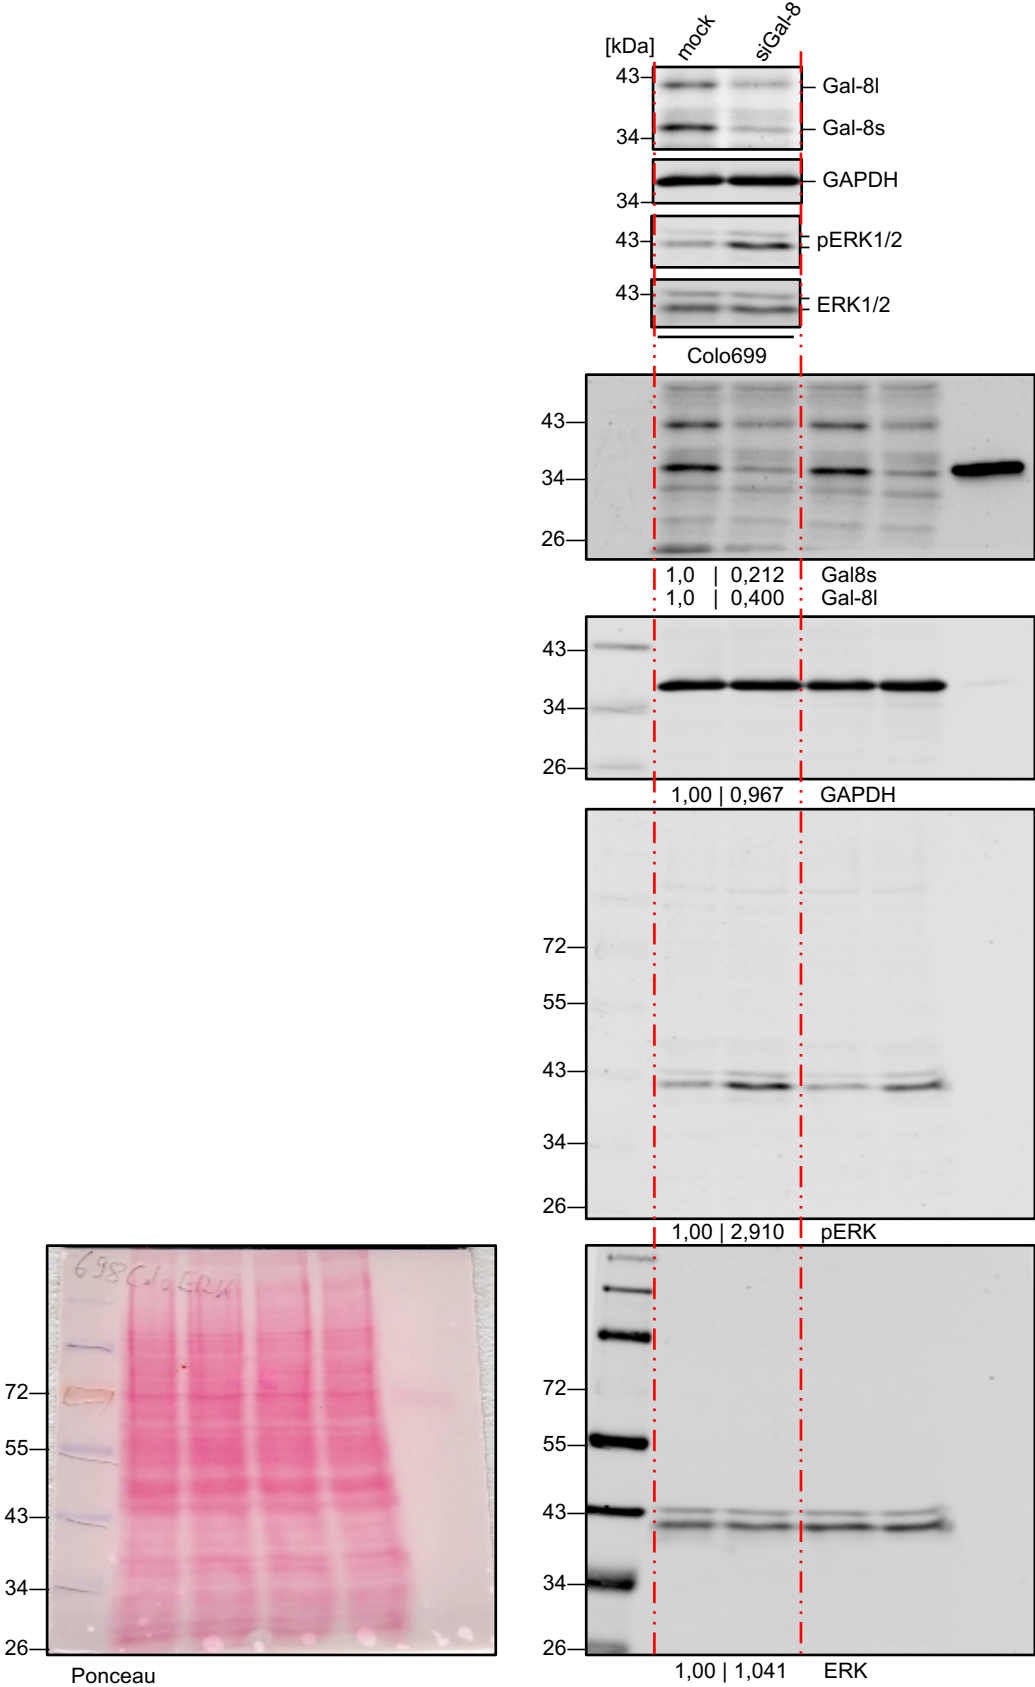 [kDa] mock siGal-8
43 Gal-8l
34 Gal-8s
GAPDH
34
43 pERK1/2
43 ERK1/2
Colo699
43
34
26
1,0 | 0,212 Gal8s
1,0 | 0,400 Gal-8l
43
34
26
1,00 | 0,967 GAPDH
72
55
43
34
26
1,00 | 2,910 pERK
698 Colo ERK
72
55
43
34
26
Ponceau
72
55
43
34
26
1,00 | 1,041 ERK